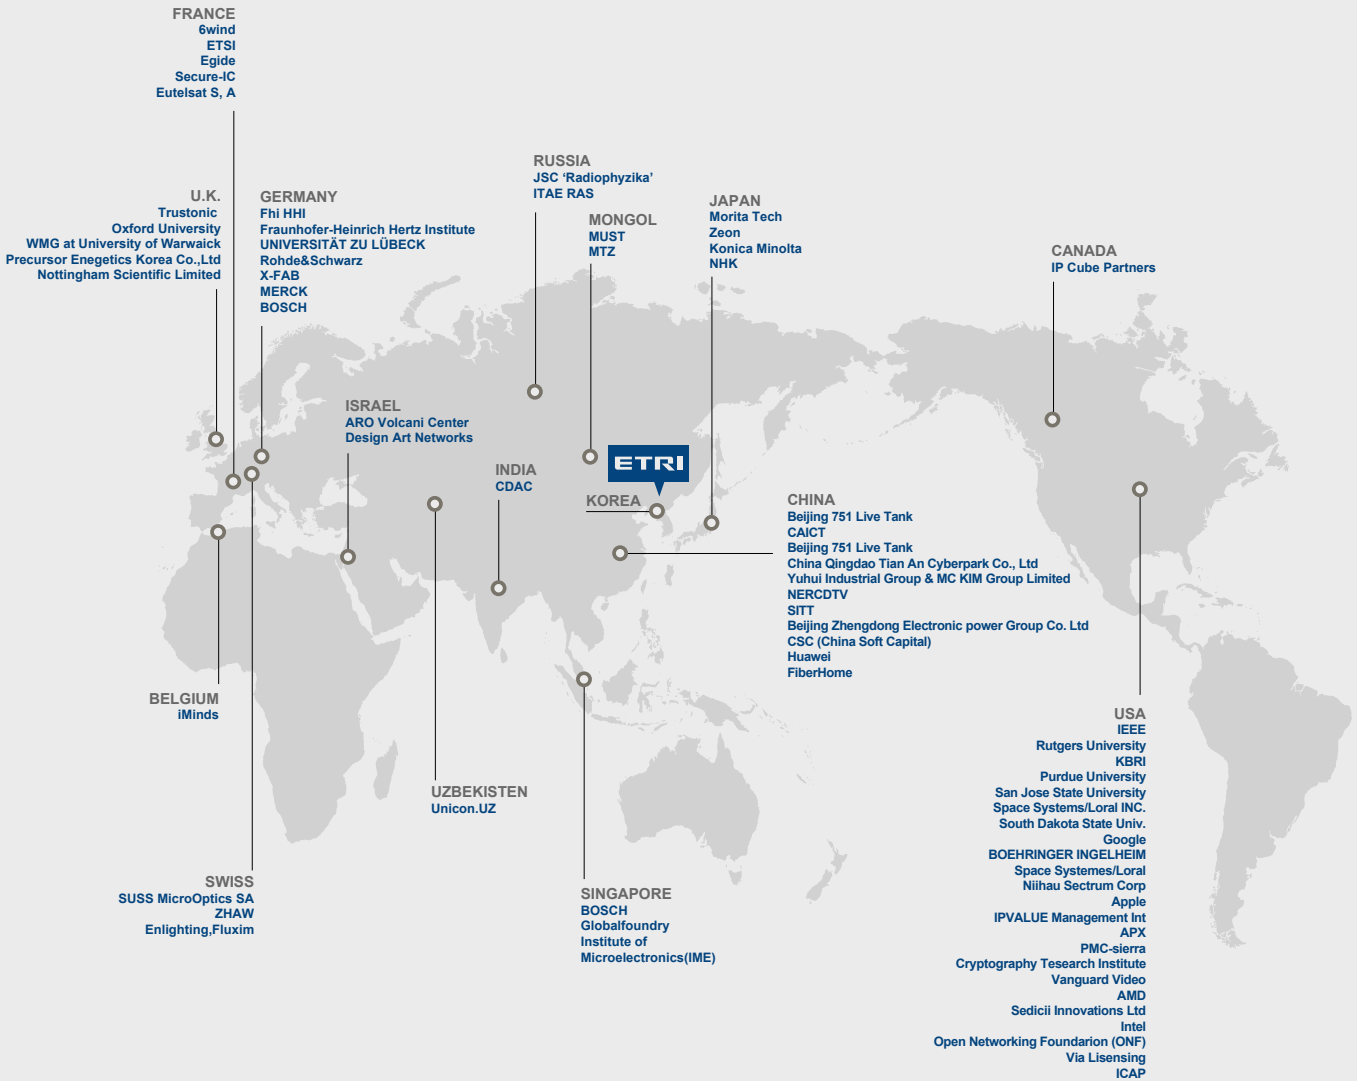 FRANCE
6wind
ETSI
Egide
Secure-IC
Eutelsat S, A
U.K.
Trustonic
Oxford University
WMG at University of Warwaick
Precursor Enegetics Korea Co.,Ltd
Nottingham Scientific Limited
GERMANY
Fhi HHI
Fraunhofer-Heinrich Hertz Institute
UNIVERSITÄT ZU LÜBECK
Rohde&Schwarz
X-FAB
MERCK
BOSCH
RUSSIA
JSC ‘Radiophyzika’
ITAE RAS
MONGOL
MUST
MTZ
JAPAN
Morita Tech
Zeon
Konica Minolta
NHK
CANADA
IP Cube Partners
ISRAEL
ARO Volcani Center
Design Art Networks
INDIA
CDAC
ETRI
KOREA
CHINA
Beijing 751 Live Tank
CAICT
Beijing 751 Live Tank
China Qingdao Tian An Cyberpark Co., Ltd
Yuhui Industrial Group & MC KIM Group Limited
NERCDTV
SITT
Beijing Zhengdong Electronic power Group Co. Ltd
CSC (China Soft Capital)
Huawei
FiberHome
BELGIUM
iMinds
UZBEKISTEN
Unicon.UZ
SWISS
SUSS MicroOptics SA
ZHAW
Enlighting,Fluxim
SINGAPORE
BOSCH
Globalfoundry
Institute of
Microelectronics(IME)
USA
IEEE
Rutgers University
KBRI
Purdue University
San Jose State University
Space Systems/Loral INC.
South Dakota State Univ.
Google
BOEHRINGER INGELHEIM
Space Systemes/Loral
Niihau Sectrum Corp
Apple
IPVALUE Management Int
APX
PMC-sierra
Cryptography Tesearch Institute
Vanguard Video
AMD
Sedicii Innovations Ltd
Intel
Open Networking Foundarion (ONF)
Via Lisensing
ICAP